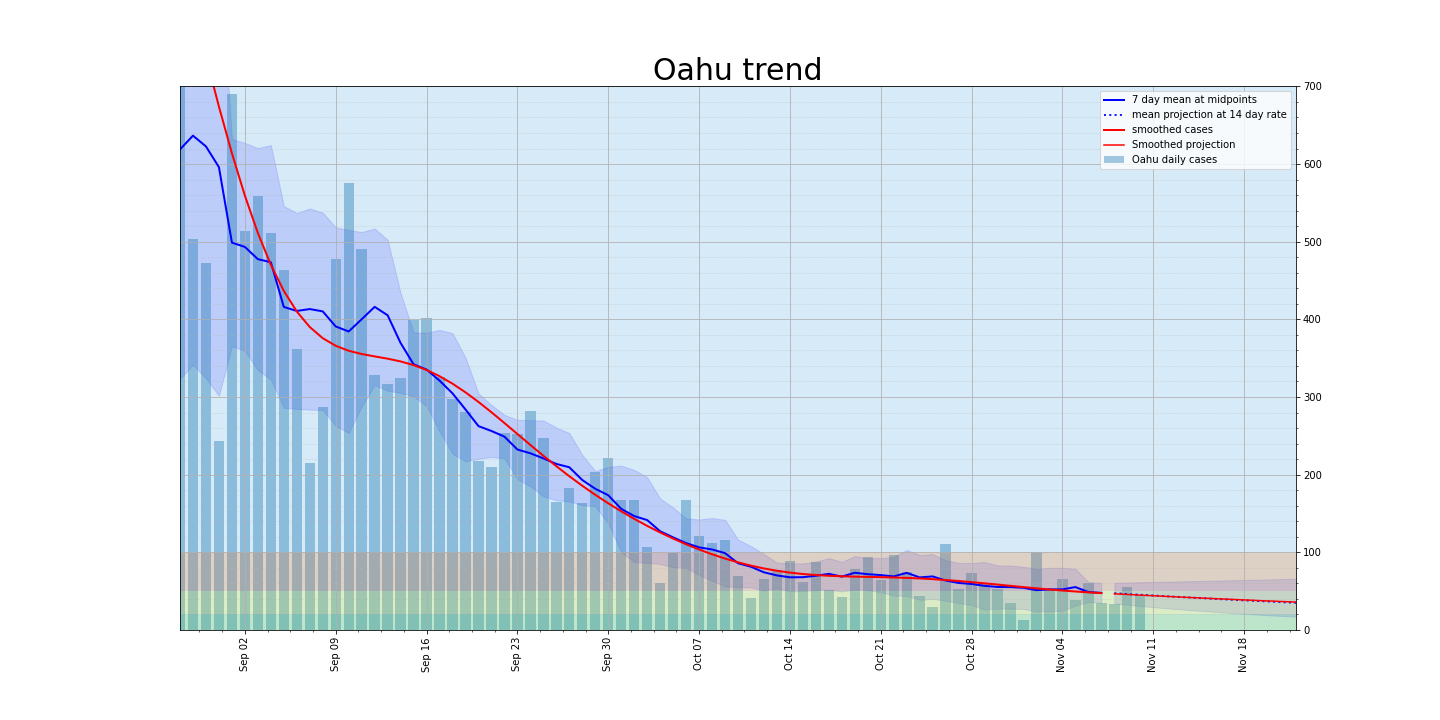 Oahu trend
7 day mean at midpoints
mean projection at 14 day rate
smoothed cases
Smoothed projection
Oahu daily cases
700
600
500
400
300
200
100
0
Sep 02
Sep 09
Sep 16
Sep 23
Sep 30
Oct 07
Oct 14
Oct 21
Oct 28
Nov 04
Nov 11
Nov 18